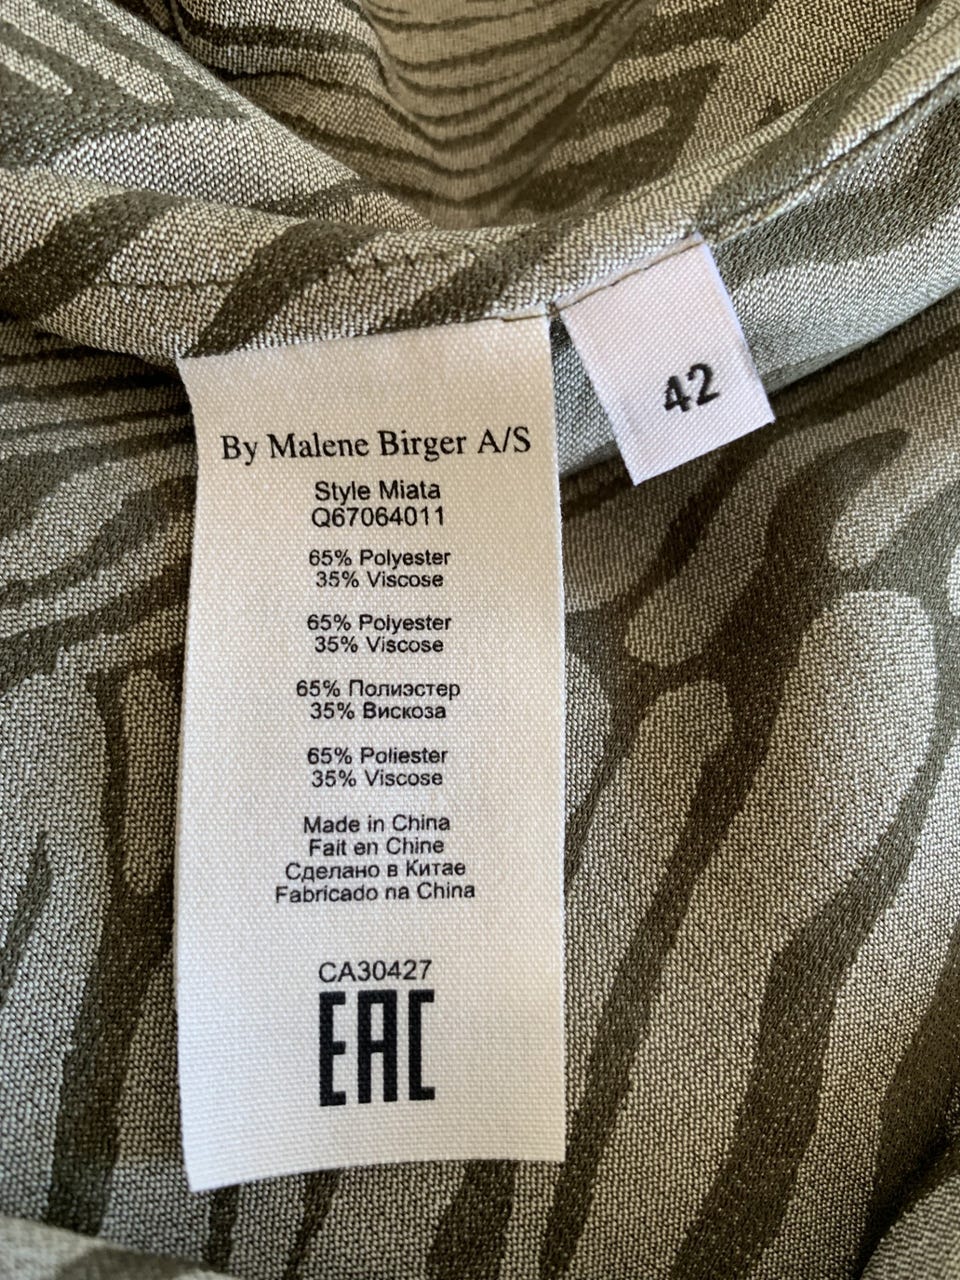 42
By Malene Birger A/S
Style Miata
Q67064011
65% Polyester
35% Viscose
65% Polyester
35% Viscose
65% Полиэстер
35% Вискоза
65% Poliester
35% Viscose
Made in China
Fait en Chine
Сделано в Китае
Fabricado na China
CA30427
EAC